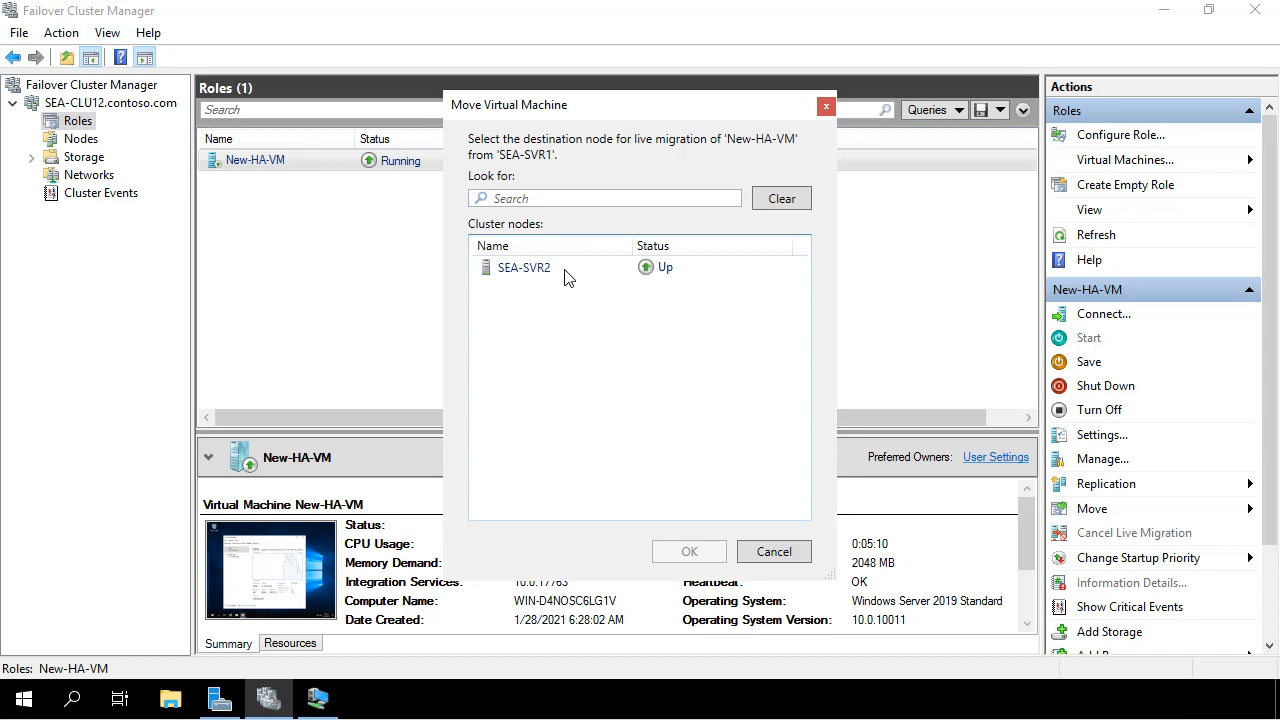 Failover Cluster Manager
File Action View Help
Failover Cluster Manager
SEA-CLU12.contoso.com
Roles
Nodes
Storage
Networks
Cluster Events
Roles (1)
Search
Queries
Name Status
New-HA-VM Running
Move Virtual Machine
Select the destination node for live migration of 'New-HA-VM'
from 'SEA-SVR1'.
Look for:
Search
Clear
Cluster nodes:
Name Status
SEA-SVR2 Up
OK Cancel
New-HA-VM
Preferred Owners: User Settings
Virtual Machine New-HA-VM
Status:
CPU Usage: 0:05:10
Memory Demand: 2048 MB
Integration Services: 10.0.17763 Heartbeat: OK
Computer Name: WIN-D4NOSC6LG1V Operating System: Windows Server 2019 Standard
Date Created: 1/28/2021 6:28:02 AM Operating System Version: 10.0.10011
Summary Resources
Actions
Roles
Configure Role...
Virtual Machines...
Create Empty Role
View
Refresh
Help
New-HA-VM
Connect...
Start
Save
Shut Down
Turn Off
Settings...
Manage...
Replication
Move
Cancel Live Migration
Change Startup Priority
Information Details...
Show Critical Events
Add Storage
Roles: New-HA-VM